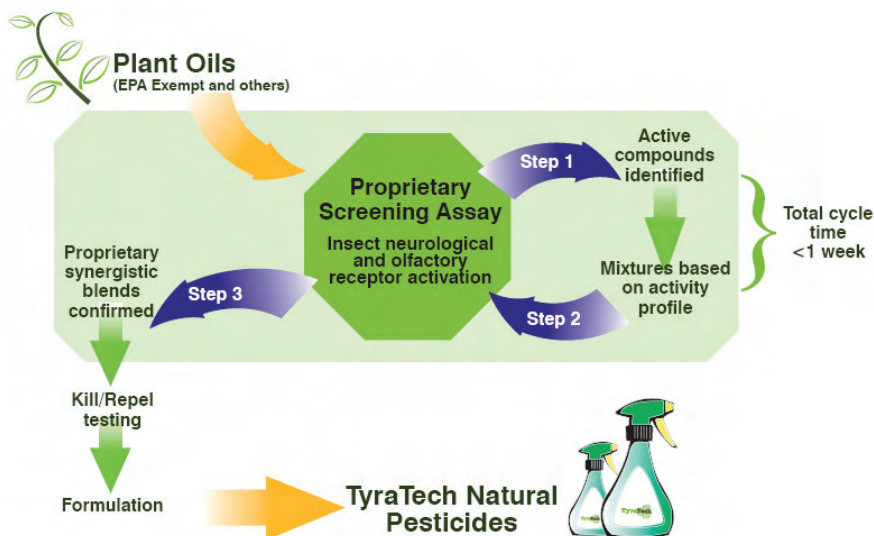 Plant Oils
(EPA Exempt and others)
Proprietary
Screening Assay
Insect neurological
and olfactory
receptor activation
Step 1
Active
compounds
identified
Mixtures based
on activity
profile
Total cycle
time
<1 week
Step 2
Step 3
Proprietary
synergistic
blends
confirmed
Kill/Repel
testing
Formulation
TyraTech Natural
Pesticides
TyraTech
TyraTech